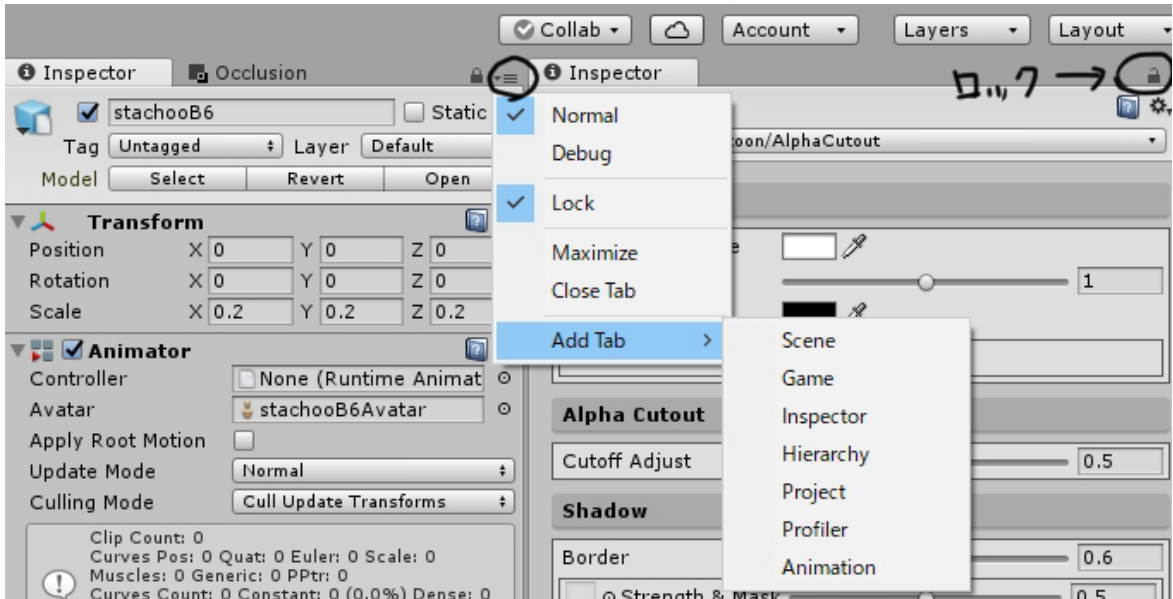 Collab Account Layers Layout
Inspector Occlusion Inspector
ロック →
stachooB6 Static
Tag Untagged Layer Default
Model Select Revert Open
Transform
Position X 0 Y 0 Z 0
Rotation X 0 Y 0 Z 0
Scale X 0.2 Y 0.2 Z 0.2
Animator
Controller None (Runtime Animat
Avatar stachooB6Avatar
Apply Root Motion
Update Mode Normal
Culling Mode Cull Update Transforms
Clip Count: 0
Curves Pos: 0 Quat: 0 Euler: 0 Scale: 0
Muscles: 0 Generic: 0 PPtr: 0
Curves Count: 0 Constant: 0 (0.0%) Dense: 0
Normal
Debug
Lock
Maximize
Close Tab
Add Tab
Scene
Game
Inspector
Hierarchy
Project
Profiler
Animation
oon/AlphaCutout
1
Alpha Cutout
Cutoff Adjust 0.5
Shadow
Border 0.6
Strength & Mask 0.5